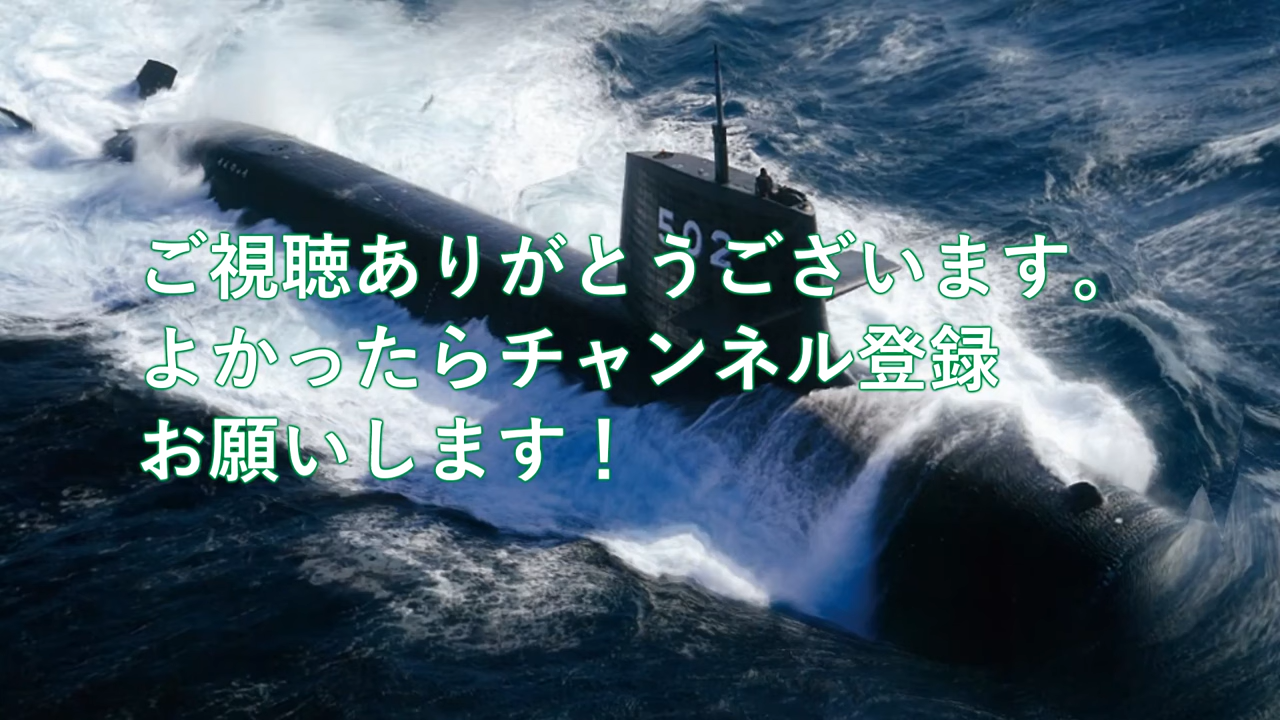 502
ご視聴ありがとうございます。
よかったらチャンネル登録
お願いします！